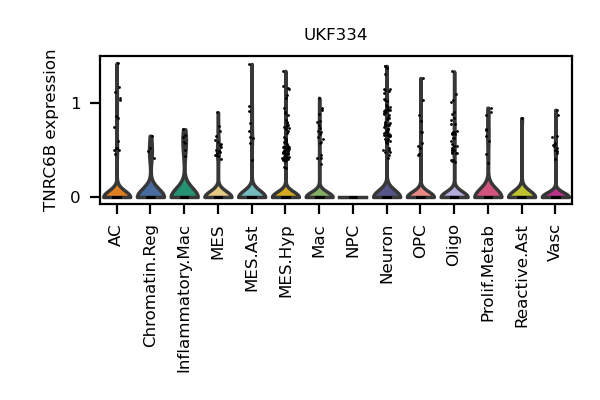 UKF334
TNRC6B expression
1
0
AC
Chromatin.Reg
Inflammatory.Mac
MES
MES.Ast
MES.Hyp
Mac
NPC
Neuron
OPC
Oligo
Prolif.Metab
Reactive.Ast
Vasc